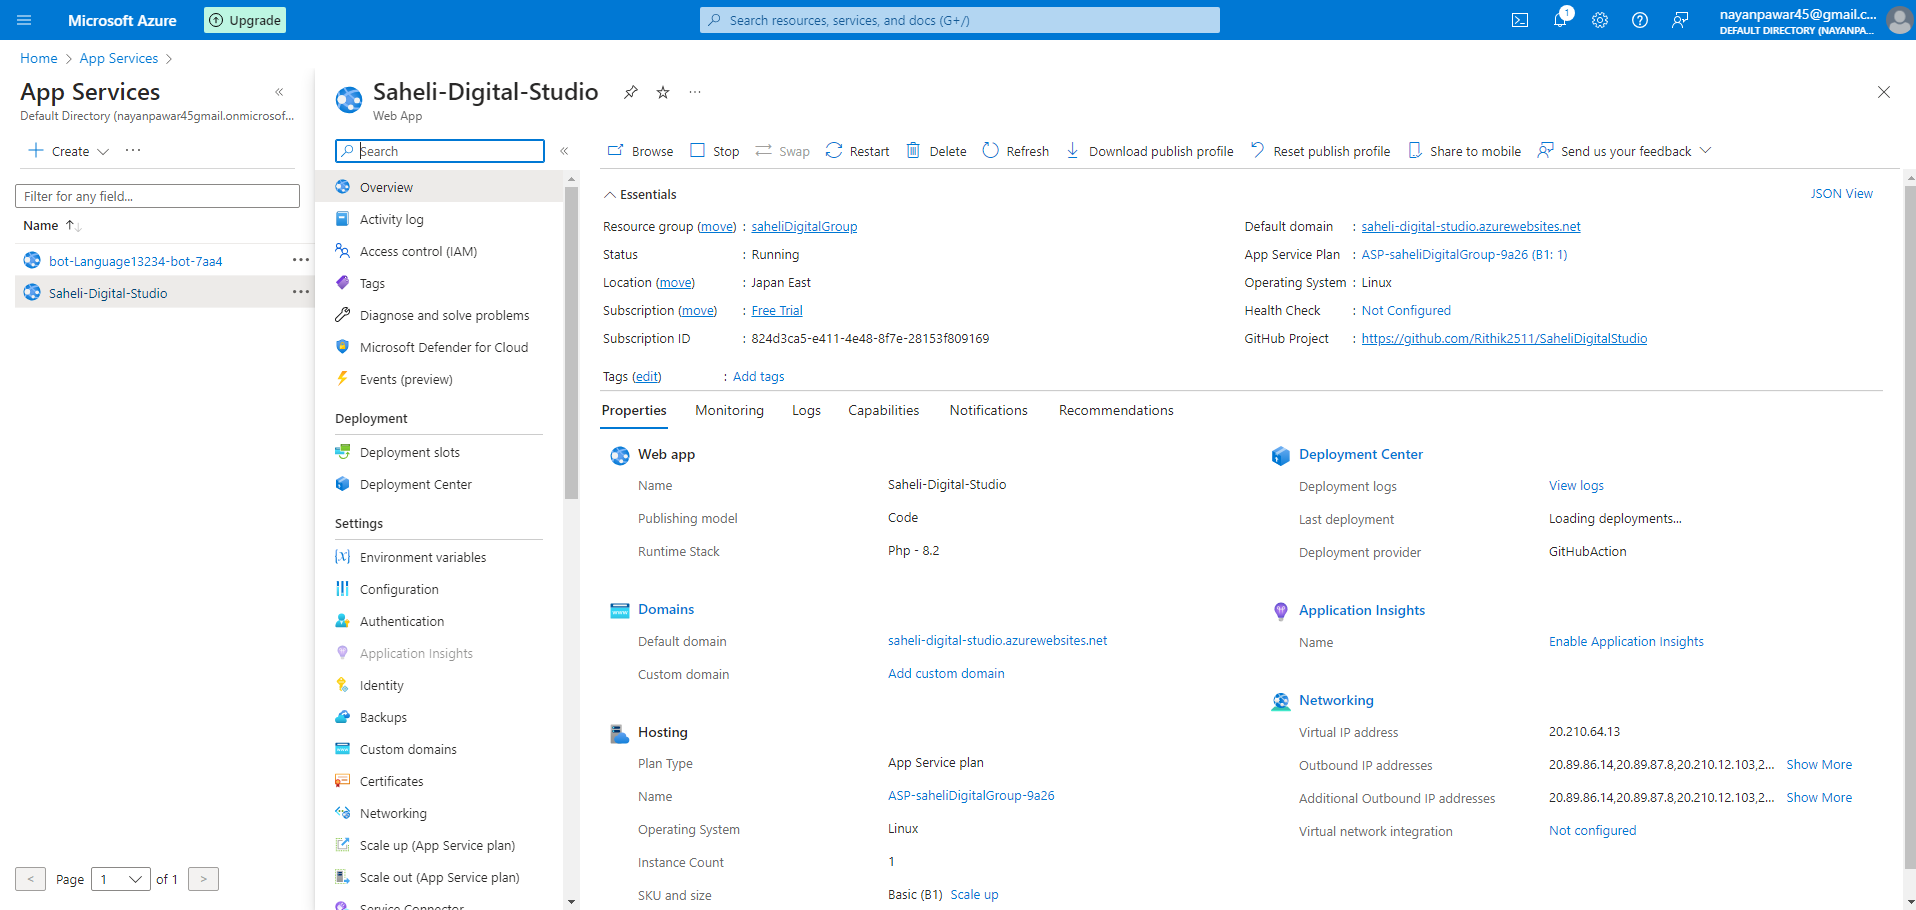 Microsoft Azure
Upgrade
Search resources, services, and docs (G+/)
1
nayanpawar45@gmail.c...
DEFAULT DIRECTORY (NAYANPA...
Home > App Services >
App Services
Default Directory (nayanpawar45gmail.onmicrosof...
Create
Filter for any field...
Name
bot-Language13234-bot-7aa4
Saheli-Digital-Studio
< Page 1 of 1 >
Saheli-Digital-Studio
Web App
Search
Overview
Activity log
Access control (IAM)
Tags
Diagnose and solve problems
Microsoft Defender for Cloud
Events (preview)
Deployment
Deployment slots
Deployment Center
Settings
Environment variables
Configuration
Authentication
Application Insights
Identity
Backups
Custom domains
Certificates
Networking
Scale up (App Service plan)
Scale out (App Service plan)
Service Connector
Browse Stop Swap Restart Delete Refresh Download publish profile Reset publish profile Share to mobile Send us your feedback
Essentials
JSON View
Resource group (move) : saheliDigitalGroup
Status : Running
Location (move) : Japan East
Subscription (move) : Free Trial
Subscription ID : 824d3ca5-e411-4e48-8f7e-28153f809169
Default domain : saheli-digital-studio.azurewebsites.net
App Service Plan : ASP-saheliDigitalGroup-9a26 (B1: 1)
Operating System : Linux
Health Check : Not Configured
GitHub Project : https://github.com/Rithik2511/SaheliDigitalStudio
Tags (edit) : Add tags
Properties Monitoring Logs Capabilities Notifications Recommendations
Web app
Name Saheli-Digital-Studio
Publishing model Code
Runtime Stack Php - 8.2
Domains
Default domain saheli-digital-studio.azurewebsites.net
Custom domain Add custom domain
Hosting
Plan Type App Service plan
Name ASP-saheliDigitalGroup-9a26
Operating System Linux
Instance Count 1
SKU and size Basic (B1) Scale up
Deployment Center
Deployment logs View logs
Last deployment Loading deployments...
Deployment provider GitHubAction
Application Insights
Name Enable Application Insights
Networking
Virtual IP address 20.210.64.13
Outbound IP addresses 20.89.86.14,20.89.87.8,20.210.12.103,2... Show More
Additional Outbound IP addresses 20.89.86.14,20.89.87.8,20.210.12.103,2... Show More
Virtual network integration Not configured